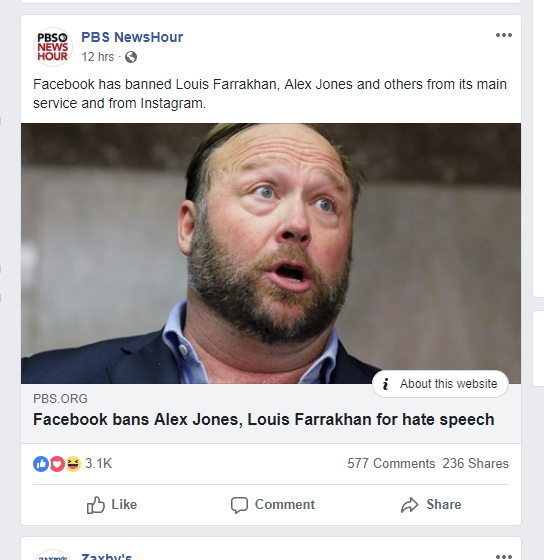 PBS
NEWS
HOUR
PBS NewsHour
12 hrs ·
Facebook has banned Louis Farrakhan, Alex Jones and others from its main
service and from Instagram.
i About this website
PBS.ORG
Facebook bans Alex Jones, Louis Farrakhan for hate speech
3.1K 577 Comments 236 Shares
Like Comment Share
ZAXBY'S
Zaxby's